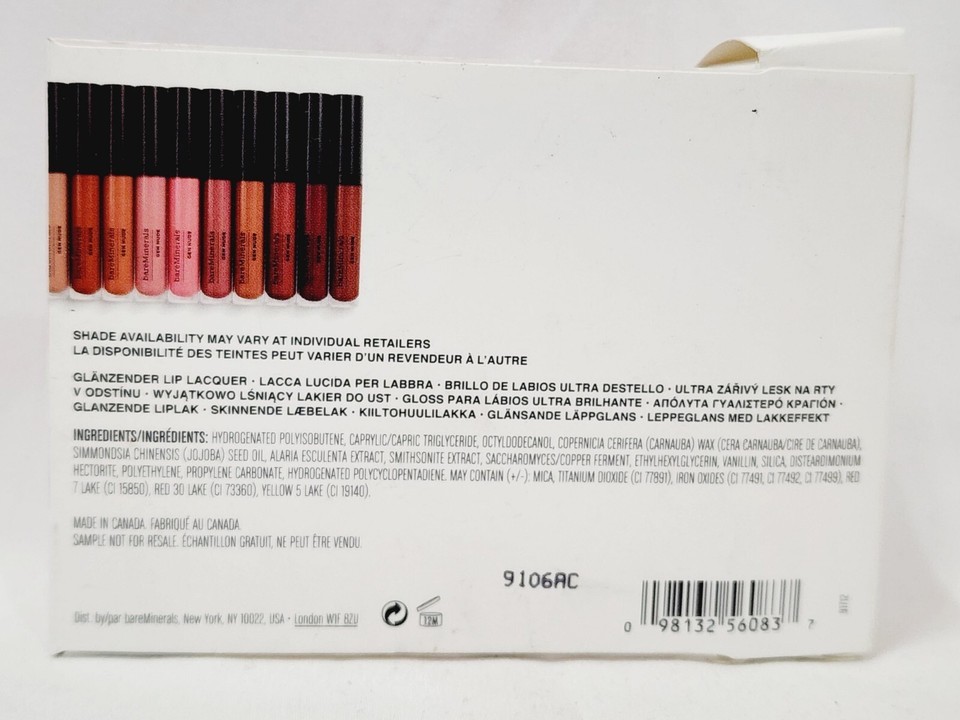 bareMinerals GEN NUDE
SHADE AVAILABILITY MAY VARY AT INDIVIDUAL RETAILERS
LA DISPONIBILITÉ DES TEINTES PEUT VARIER D'UN REVENDEUR À L'AUTRE
GLÄNZENDER LIP LACQUER · LACCA LUCIDA PER LABBRA · BRILLO DE LABIOS ULTRA DESTELLO · ULTRA ZÁŘIVÝ LESK NA RTY
V ODSTÍNU · WYJĄTKOWO LŚNIĄCY LAKIER DO UST · GLOSS PARA LÁBIOS ULTRA BRILHANTE · ΑΠΟΛΥΤΑ ΓΥΑΛΙΣΤΕΡΟ ΚΡΑΓΙΟΝ ·
GLANZENDE LIPLAK · SKINNENDE LÆBELAK · KIILTOHUULILAKKA · GLÄNSANDE LÄPPGLANS · LEPPEGLANS MED LAKKEFFEKT
INGREDIENTS/INGRÉDIENTS: HYDROGENATED POLYISOBUTENE, CAPRYLIC/CAPRIC TRIGLYCERIDE, OCTYLDODECANOL, COPERNICIA CERIFERA (CARNAUBA) WAX (CERA CARNAUBA/CIRE DE CARNAUBA),
SIMMONDSIA CHINENSIS (JOJOBA) SEED OIL, ALARIA ESCULENTA EXTRACT, SMITHSONITE EXTRACT, SACCHAROMYCES/COPPER FERMENT, ETHYLHEXYLGLYCERIN, VANILLIN, SILICA, DISTEARDIMONIUM
HECTORITE, POLYETHYLENE, PROPYLENE CARBONATE, HYDROGENATED POLYCYCLOPENTADIENE. MAY CONTAIN (+/-): MICA, TITANIUM DIOXIDE (CI 77891), IRON OXIDES (CI 77491, CI 77492, CI 77499), RED
7 LAKE (CI 15850), RED 30 LAKE (CI 73360), YELLOW 5 LAKE (CI 19140).
MADE IN CANADA. FABRIQUÉ AU CANADA.
SAMPLE NOT FOR RESALE. ÉCHANTILLON GRATUIT, NE PEUT ÊTRE VENDU.
9106AC
Dist. by/par bareMinerals, New York, NY 10022, USA · London W1F 8ZU
12M
0 98132 56083 7